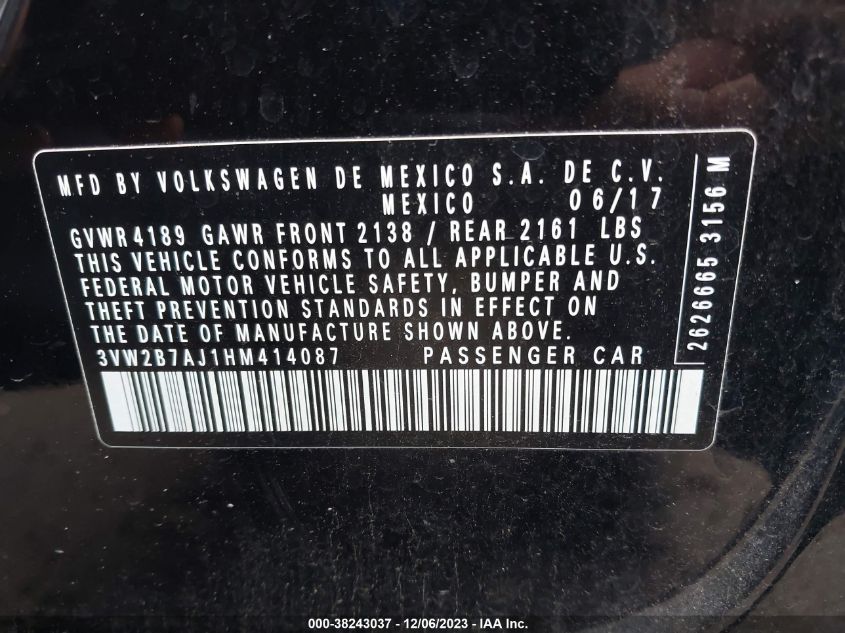 MFD BY VOLKSWAGEN DE MEXICO S.A. DE C.V.
MEXICO 06/17
GVWR 4189 GAWR FRONT 2138 / REAR 2161 LBS
THIS VEHICLE CONFORMS TO ALL APPLICABLE U.S.
FEDERAL MOTOR VEHICLE SAFETY, BUMPER AND
THEFT PREVENTION STANDARDS IN EFFECT ON
THE DATE OF MANUFACTURE SHOWN ABOVE.
3VW2B7AJ1HM414087 PASSENGER CAR
2626665 3156 M
000-38243037 - 12/06/2023 - IAA Inc.